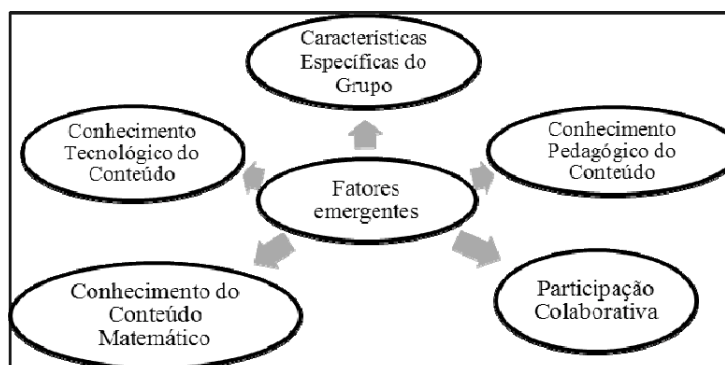 Características
Específicas do
Grupo
Conhecimento
Tecnológico do
Conteúdo
Conhecimento
Pedagógico do
Conteúdo
Fatores
emergentes
Conhecimento do
Conteúdo
Matemático
Participação
Colaborativa